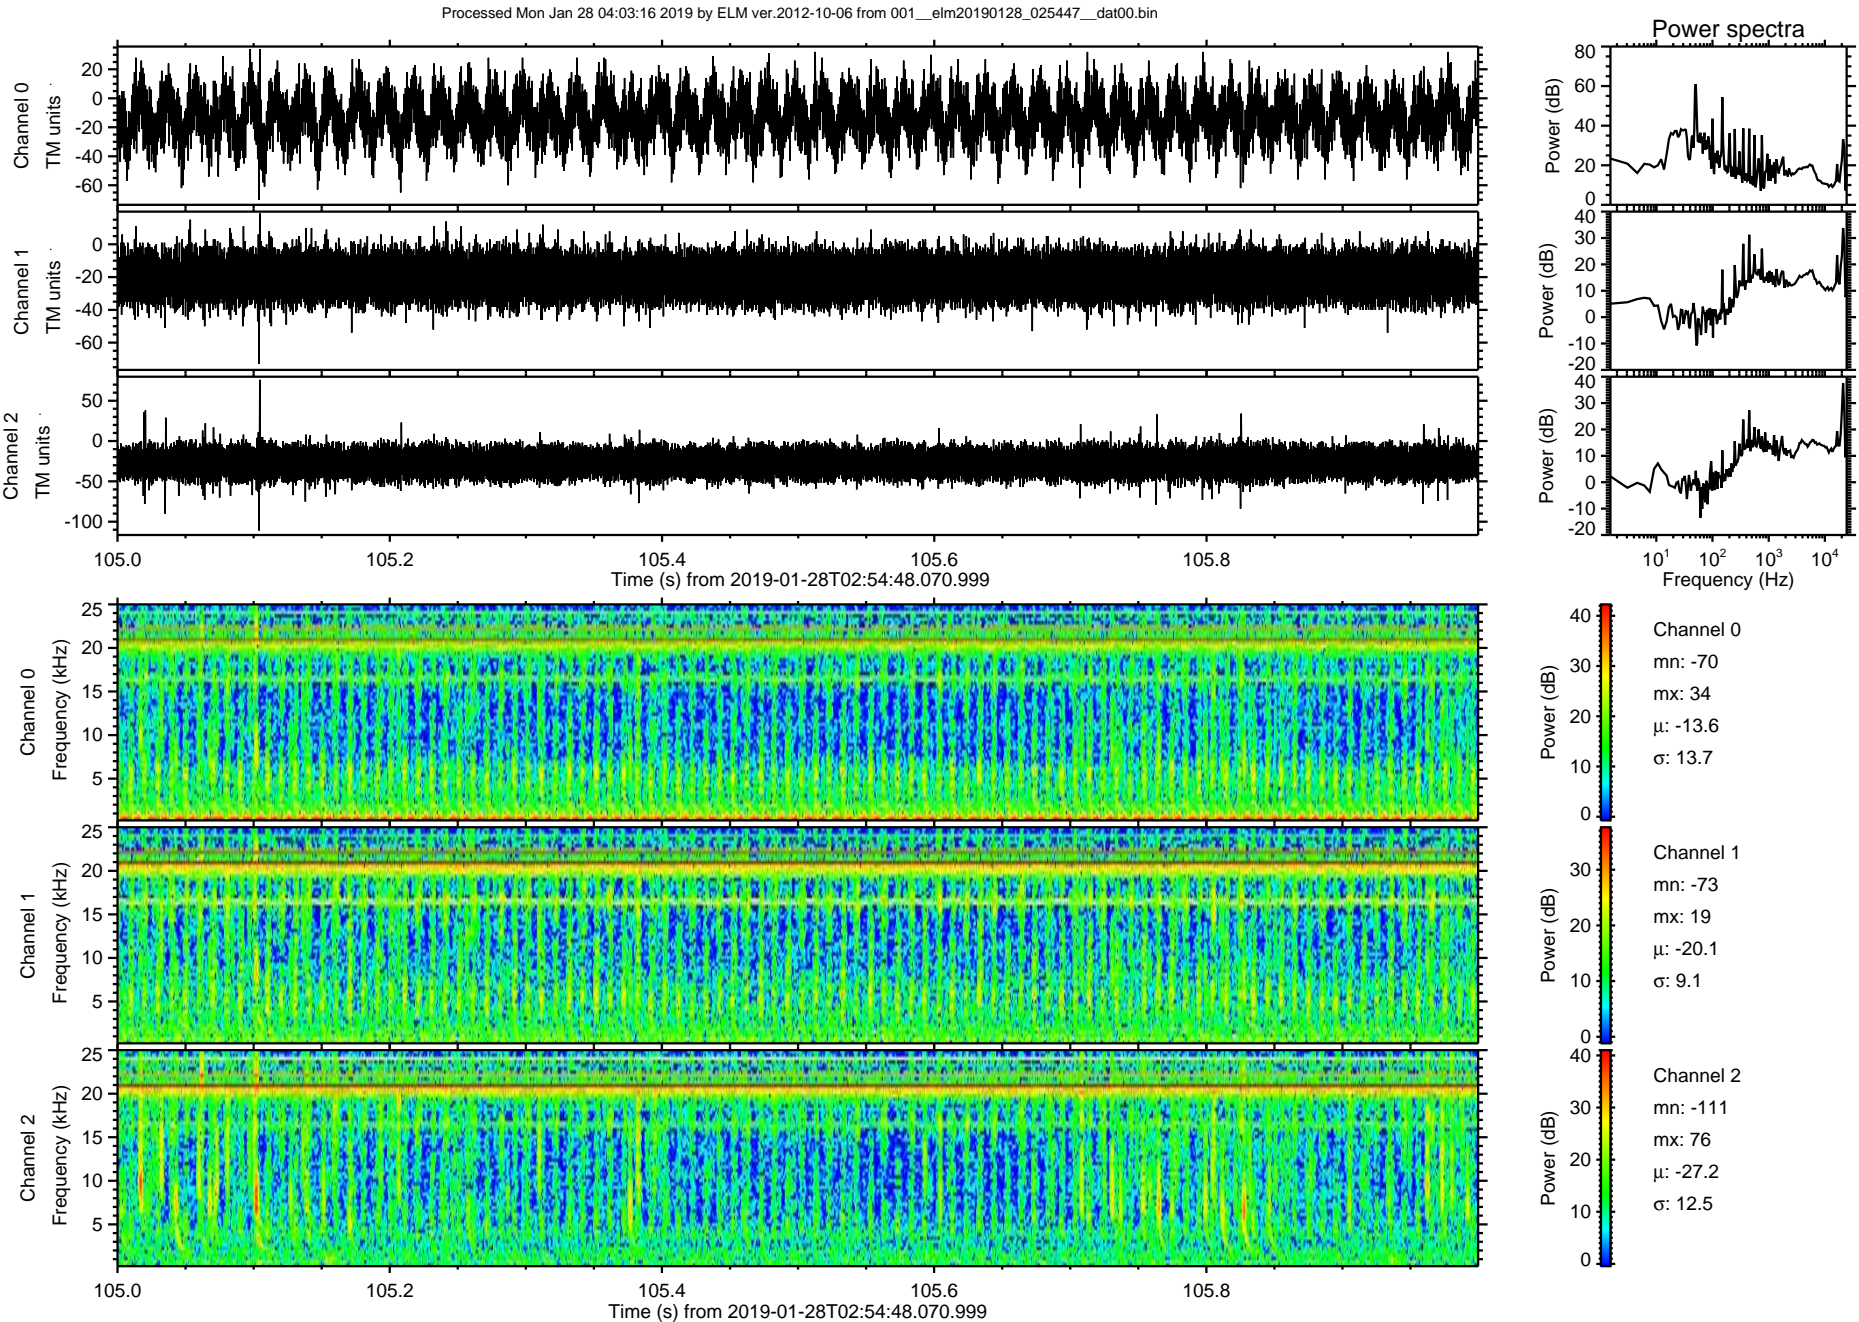 Processed Mon Jan 28 04:03:16 2019 by ELM ver.2012-10-06 from 001__elm20190128_025447__dat00.bin
Power spectra
Channel 0
TM units
20
0
-20
-40
-60
Power (dB)
80
60
40
20
0
Channel 1
TM units
0
-20
-40
-60
Power (dB)
40
30
20
10
0
-10
-20
Channel 2
TM units
50
0
-50
-100
Power (dB)
40
30
20
10
0
-10
-20
105.0 105.2 105.4 105.6 105.8
Time (s) from 2019-01-28T02:54:48.070.999
10¹ 10² 10³ 10⁴
Frequency (Hz)
Channel 0
Frequency (kHz)
25
20
15
10
5
Power (dB)
40
30
20
10
0
Channel 0
mn: -70
mx: 34
μ: -13.6
σ: 13.7
Channel 1
Frequency (kHz)
25
20
15
10
5
Power (dB)
30
20
10
0
Channel 1
mn: -73
mx: 19
μ: -20.1
σ: 9.1
Channel 2
Frequency (kHz)
25
20
15
10
5
Power (dB)
40
30
20
10
0
Channel 2
mn: -111
mx: 76
μ: -27.2
σ: 12.5
105.0 105.2 105.4 105.6 105.8
Time (s) from 2019-01-28T02:54:48.070.999